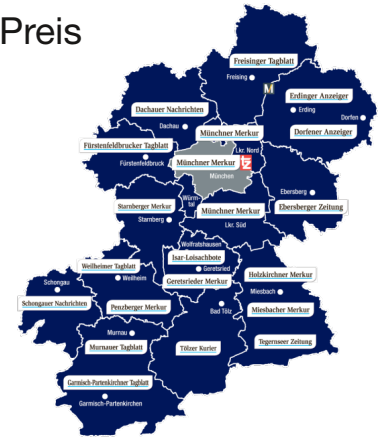 Preis
Freisinger Tagblatt
Freising
M
Erdinger Anzeiger
Erding
Dorfen
Dorfener Anzeiger
Dachauer Nachrichten
Dachau
Münchner Merkur
Lkr. Nord
Fürstenfeldbrucker Tagblatt
Fürstenfeldbruck
Münchner Merkur
tz
München
Würm-
tal
Ebersberg
Ebersberger Zeitung
Starnberger Merkur
Starnberg
Münchner Merkur
Lkr. Süd
Wolfratshausen
Isar-Loisachbote
Geretsried
Geretsrieder Merkur
Weilheimer Tagblatt
Weilheim
Schongau
Schongauer Nachrichten
Penzberger Merkur
Holzkirchner Merkur
Miesbach
Miesbacher Merkur
Tegernseer Zeitung
Bad Tölz
Tölzer Kurier
Murnau
Murnauer Tagblatt
Garmisch-Partenkirchner Tagblatt
Garmisch-Partenkirchen